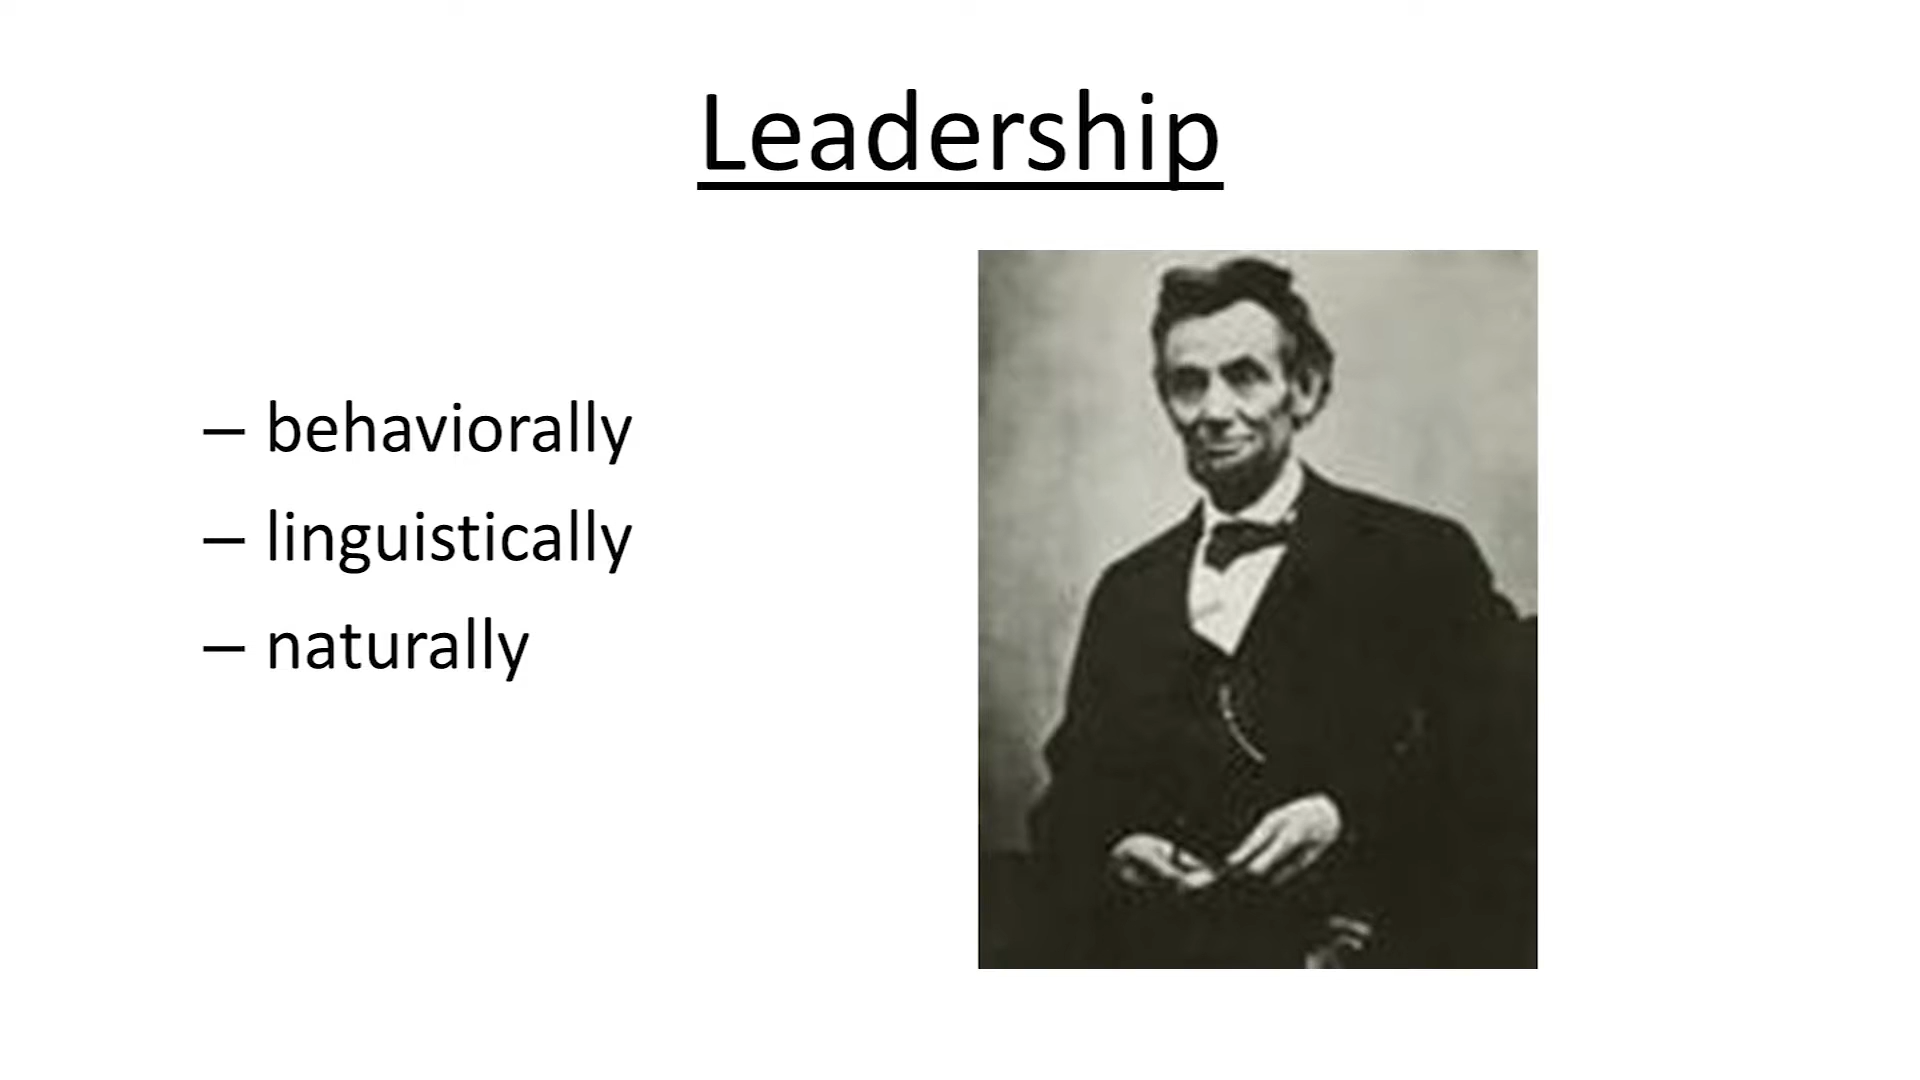 Leadership
– behaviorally
– linguistically
– naturally